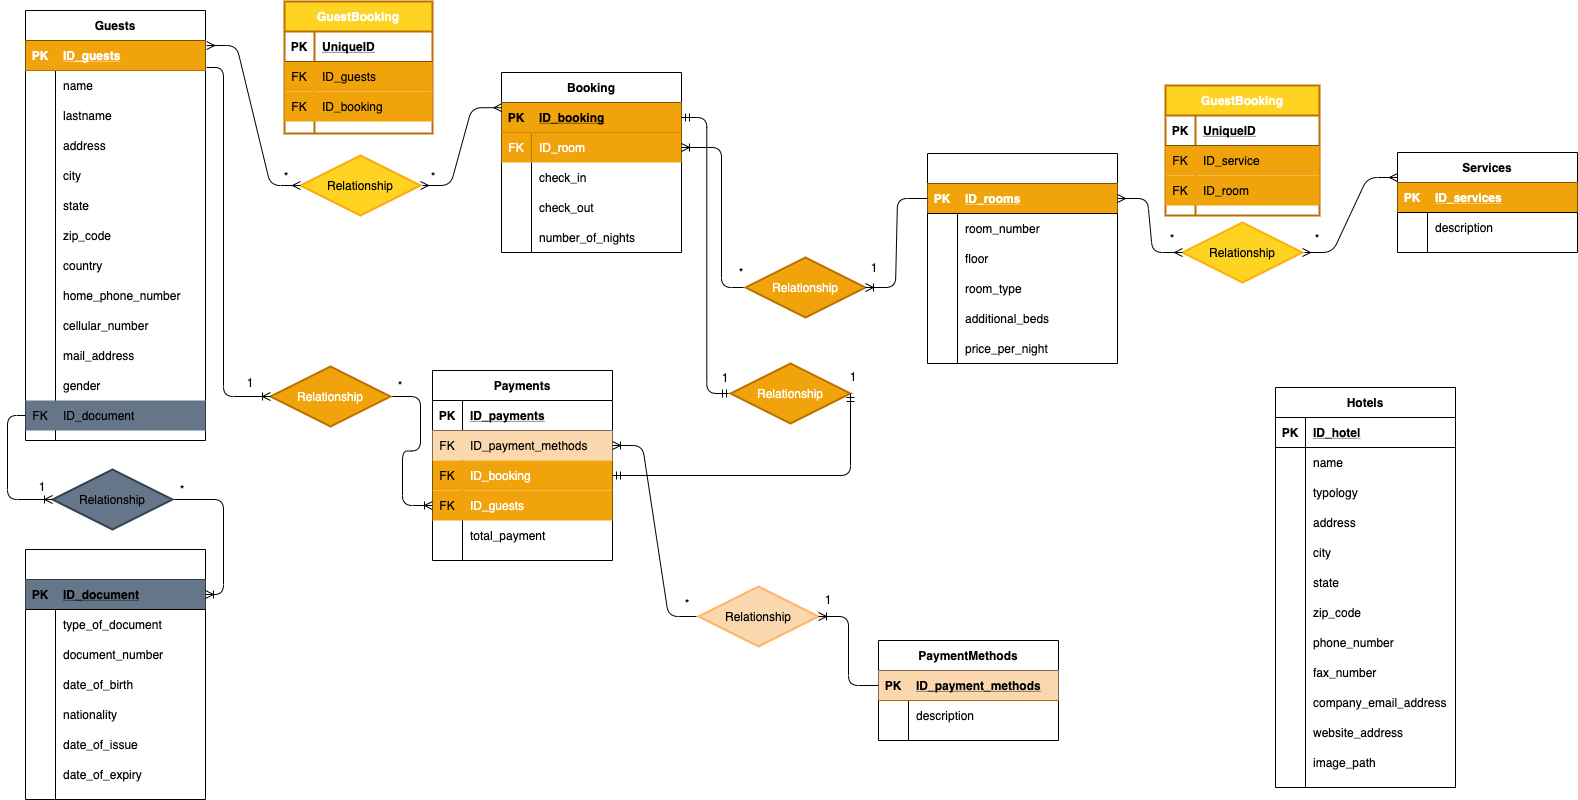 Guests
PK ID_guests
name
lastname
address
city
state
zip_code
country
home_phone_number
cellular_number
mail_address
gender
FK ID_document
GuestBooking
PK UniqueID
FK ID_guests
FK ID_booking
* Relationship *
Booking
PK ID_booking
FK ID_room
check_in
check_out
number_of_nights
* Relationship 1
PK ID_rooms
room_number
floor
room_type
additional_beds
price_per_night
GuestBooking
PK UniqueID
FK ID_service
FK ID_room
* Relationship *
Services
PK ID_services
description
1 Relationship *
1 Relationship 1
Payments
PK ID_payments
FK ID_payment_methods
FK ID_booking
FK ID_guests
total_payment
1 Relationship *
PK ID_document
type_of_document
document_number
date_of_birth
nationality
date_of_issue
date_of_expiry
* Relationship 1
PaymentMethods
PK ID_payment_methods
description
Hotels
PK ID_hotel
name
typology
address
city
state
zip_code
phone_number
fax_number
company_email_address
website_address
image_path